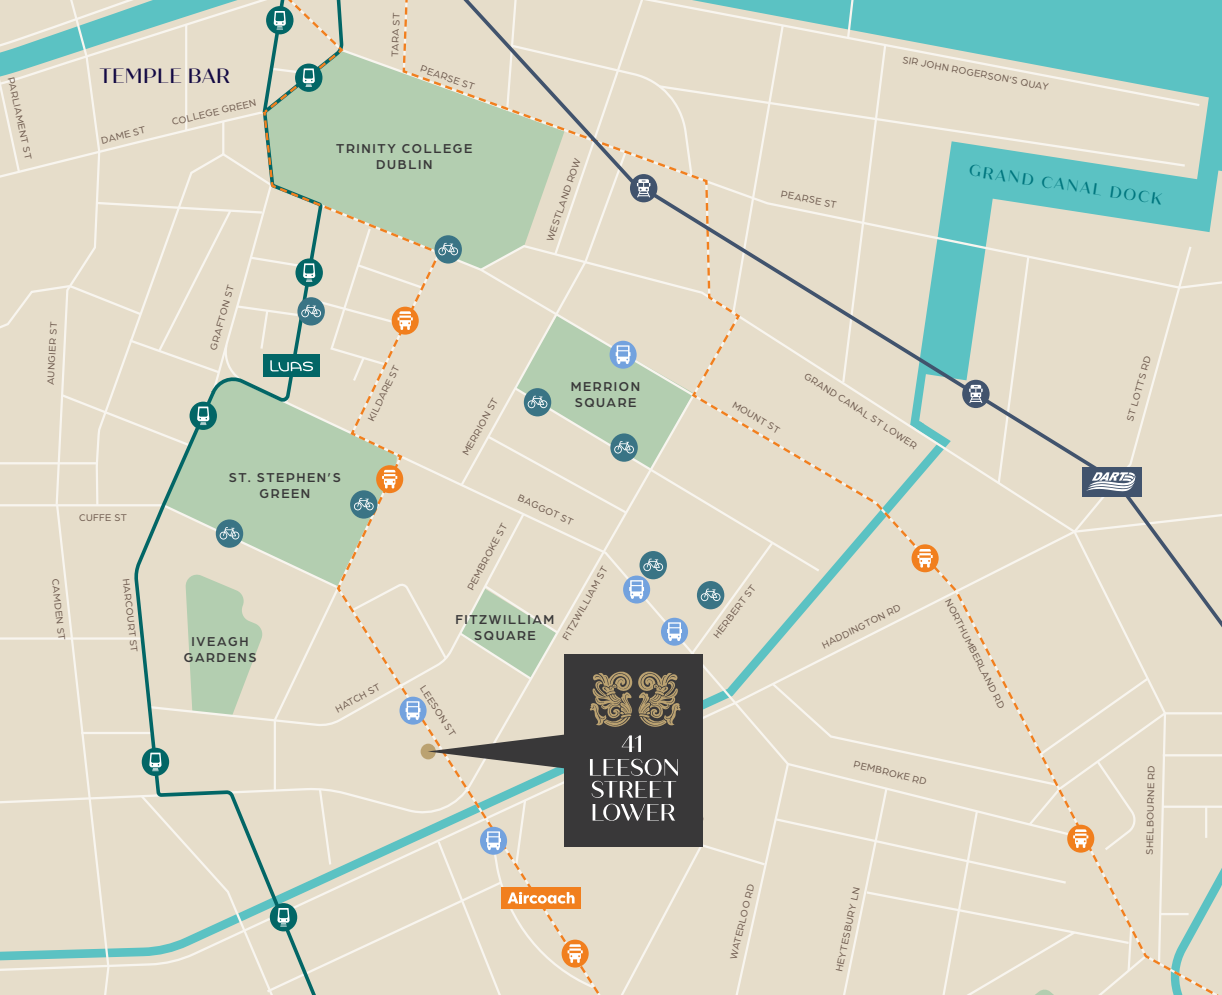 TARA ST
SIR JOHN ROGERSON'S QUAY
TEMPLE BAR
PEARSE ST
PARLIAMENT ST
COLLEGE GREEN
DAME ST
TRINITY COLLEGE
DUBLIN
WESTLAND ROW
GRAND CANAL DOCK
PEARSE ST
GRAFTON ST
AUNGIER ST
LUAS
KILDARE ST
MERRION
SQUARE
MERRION ST
MOUNT ST
GRAND CANAL ST LOWER
ST LOTTS RD
ST. STEPHEN'S
GREEN
DART
BAGGOT ST
CUFFE ST
PEMBROKE ST
CAMDEN ST
HARCOURT ST
FITZWILLIAM
SQUARE
FITZWILLIAM ST
HERBERT ST
HADDINGTON RD
NORTHUMBERLAND RD
IVEAGH
GARDENS
HATCH ST
LEESON ST
41
LEESON
STREET
LOWER
PEMBROKE RD
SHELBOURNE RD
Aircoach
WATERLOO RD
HEYTESBURY LN